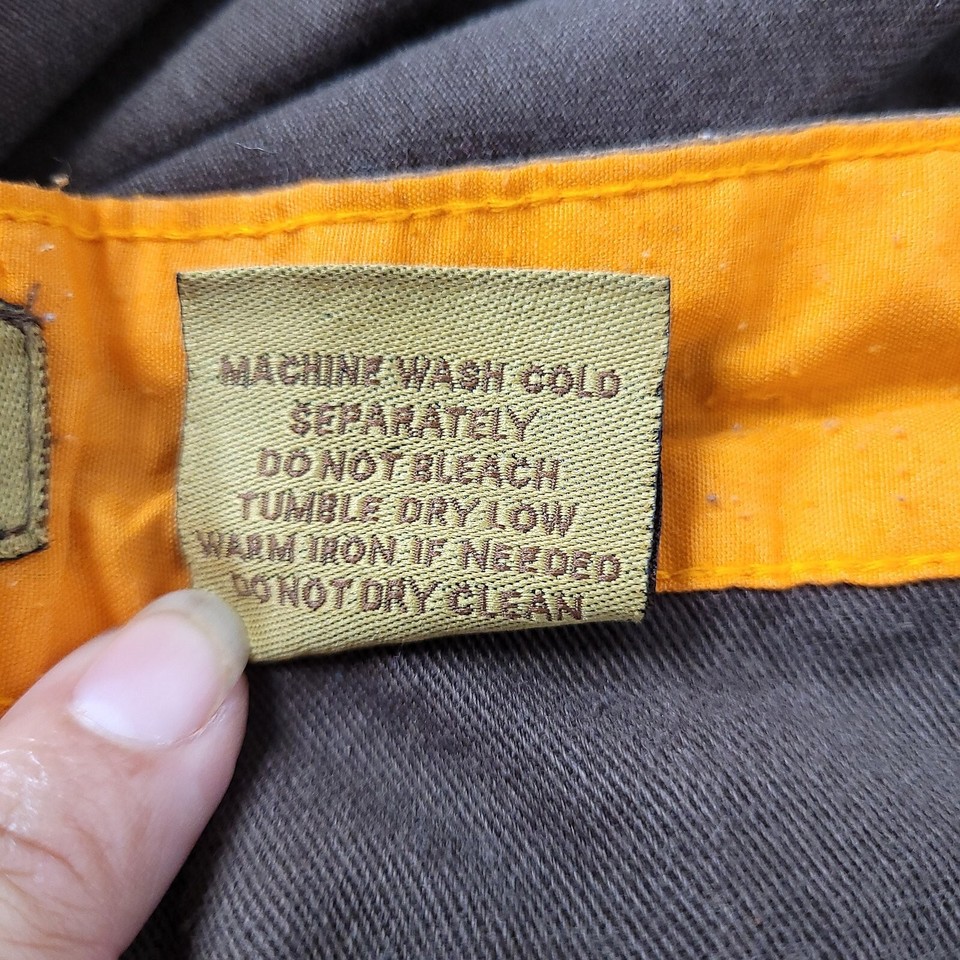 MACHINE WASH COLD
SEPARATELY
DO NOT BLEACH
TUMBLE DRY LOW
WARM IRON IF NEEDED
DO NOT DRY CLEAN